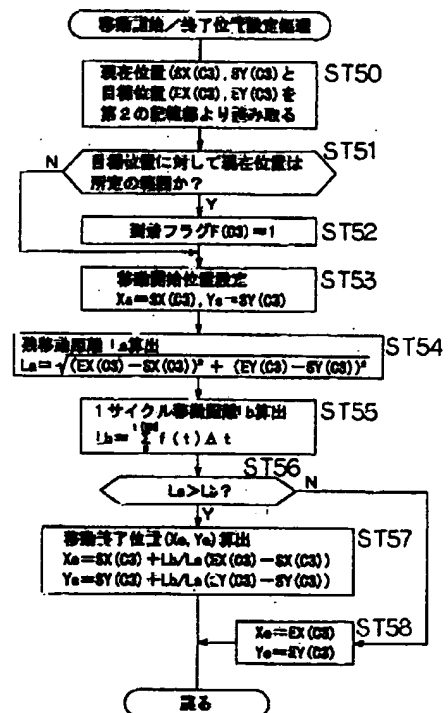 移動開始／終了位置設定処理
現在位置(SX(C3), SY(C3)と
目標位置(EX(C3), EY(C3)を
第2の記憶部より読み取る
ST50
ST51
N
目標位置に対して現在位置は
所定の範囲か？
Y
到着フラグF(C3)=1
ST52
ST53
移動開始位置設定
Xs=SX(C3), Ys=SY(C3)
残移動距離La算出
ST54
La=√(EX(C3)-SX(C3))² + (EY(C3)-SY(C3))²
ST55
1サイクル移動距離Lb算出
Lb=Σ f(t)Δt
ST56
La>Lb?
N
Y
移動終了位置(Xe, Ye)算出
ST57
Xe=SX(C3)+Lb/La(EX(C3)-SX(C3))
Ye=SY(C3)+Lb/La(EY(C3)-SY(C3))
ST58
Xe=EX(C3)
Ye=EY(C3)
戻る